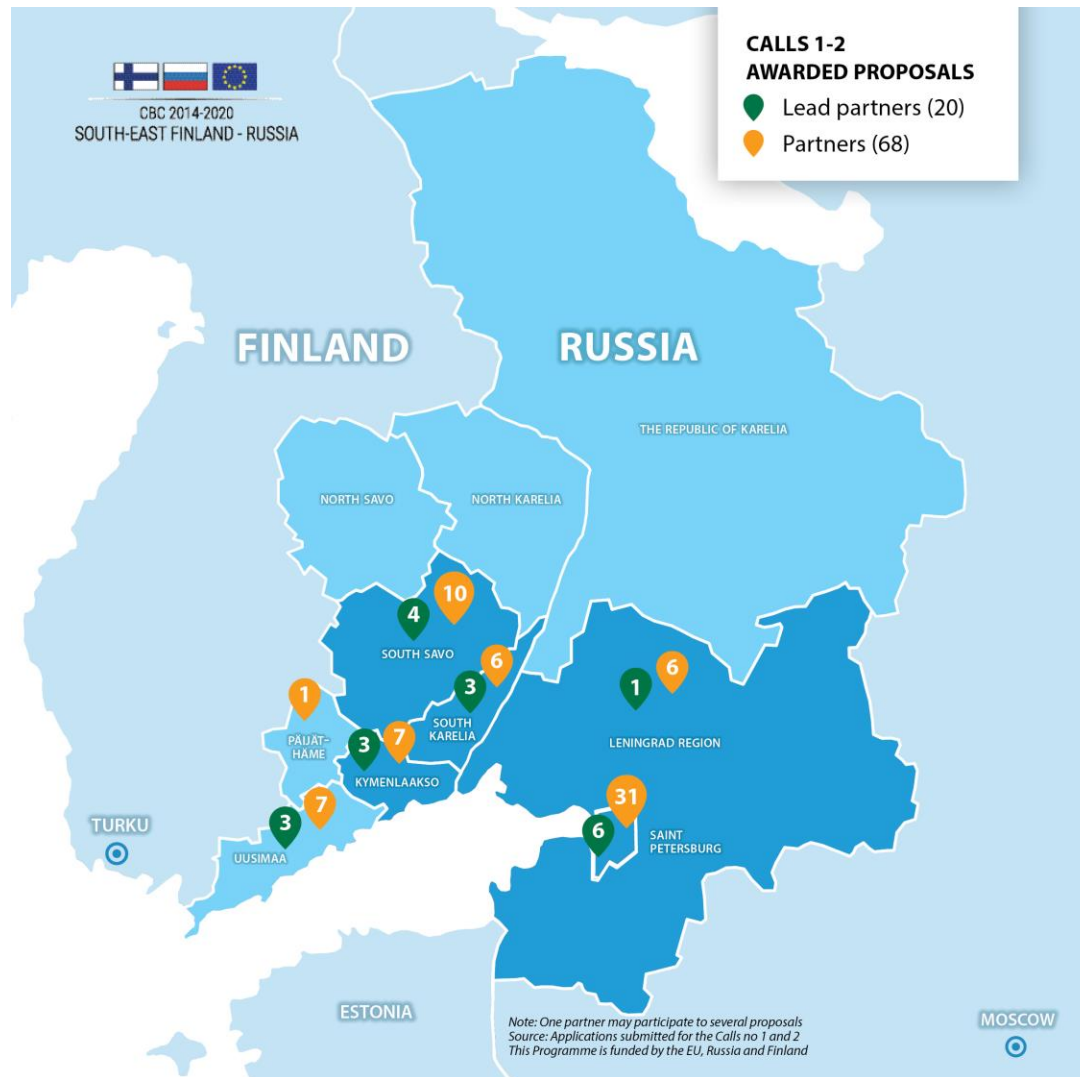 CBC 2014-2020
SOUTH-EAST FINLAND - RUSSIA
CALLS 1-2
AWARDED PROPOSALS
Lead partners (20)
Partners (68)
FINLAND
RUSSIA
THE REPUBLIC OF KARELIA
NORTH SAVO
NORTH KARELIA
10
4
SOUTH SAVO
6
3
SOUTH
KARELIA
1
6
LENINGRAD REGION
1
PÄIJÄT-
HÄME
3
7
KYMENLAAKSO
3
7
UUSIMAA
TURKU
31
6
SAINT
PETERSBURG
ESTONIA
MOSCOW
Note: One partner may participate to several proposals
Source: Applications submitted for the Calls no 1 and 2
This Programme is funded by the EU, Russia and Finland